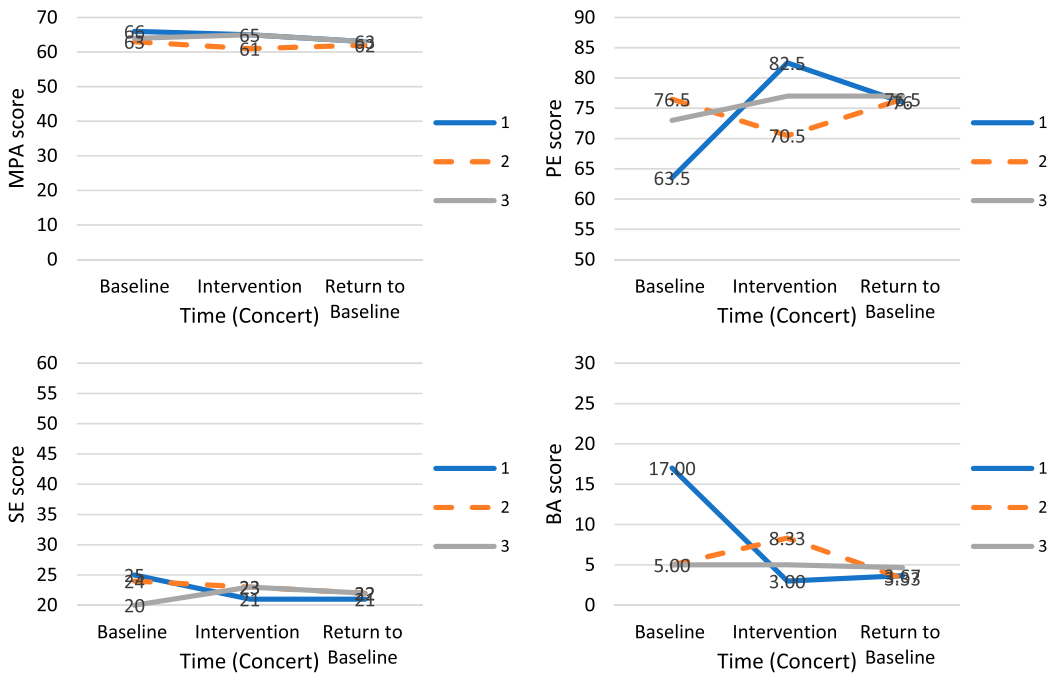 70
60
50
40
30
20
10
0
MPA score
66
63
65
61
63
62
Baseline
Intervention
Return to
Baseline
Time (Concert)
1
2
3
90
85
80
75
70
65
60
55
50
PE score
76.5
63.5
82.5
70.5
76.5
76
Baseline
Intervention
Return to
Baseline
Time (Concert)
1
2
3
60
55
50
45
40
35
30
25
20
SE score
25
24
20
23
21
22
21
Baseline
Intervention
Return to
Baseline
Time (Concert)
1
2
3
30
25
20
15
10
5
0
BA score
17.00
5.00
8.33
3.00
3.67
Baseline
Intervention
Return to
Baseline
Time (Concert)
1
2
3